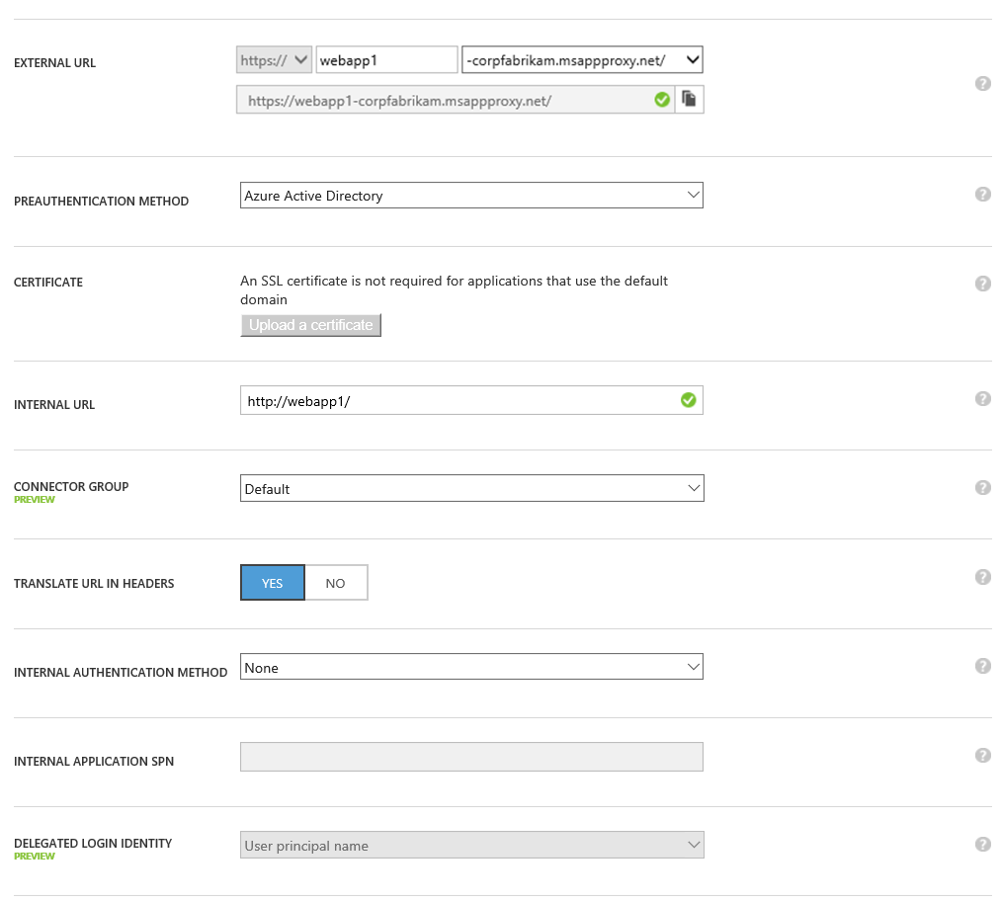 EXTERNAL URL
https://
webapp1
-corpfabrikam.msappproxy.net/
https://webapp1-corpfabrikam.msappproxy.net/
PREAUTHENTICATION METHOD
Azure Active Directory
CERTIFICATE
An SSL certificate is not required for applications that use the default
domain
Upload a certificate
INTERNAL URL
http://webapp1/
CONNECTOR GROUP
PREVIEW
Default
TRANSLATE URL IN HEADERS
YES
NO
INTERNAL AUTHENTICATION METHOD
None
INTERNAL APPLICATION SPN
DELEGATED LOGIN IDENTITY
PREVIEW
User principal name